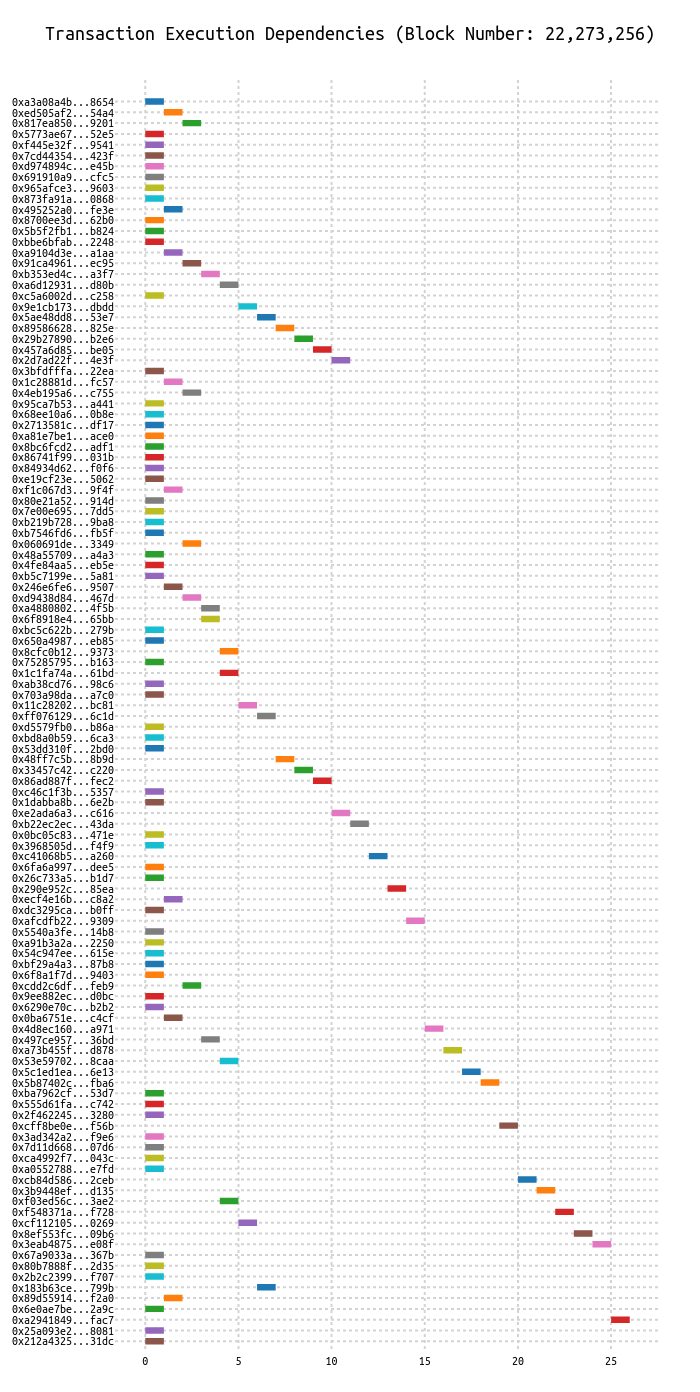 Transaction Execution Dependencies (Block Number: 22,273,256)
0xa3a08a4b...8654
0xed505af2...54a4
0x817ea850...9201
0x5773ae67...52e5
0xf445e32f...9541
0x7cd44354...423f
0xd974894c...e45b
0x691910a9...cfc5
0x965afce3...9603
0x873fa91a...0868
0x495252a0...fe3e
0x8700ee3d...62b0
0x5b5f2fb1...b824
0xbbe6bfab...2248
0xa9104d3e...a1aa
0x91ca4961...ec95
0xb353ed4c...a3f7
0xa6d12931...d80b
0xc5a6002d...c258
0x9e1cb173...dbdd
0x5ae48dd8...53e7
0x89586628...825e
0x29b27890...b2e6
0x457a6d85...be05
0x2d7ad22f...4e3f
0x3bfdfffa...22ea
0x1c28881d...fc57
0x4eb195a6...c755
0x95ca7b53...a441
0x68ee10a6...0b8e
0x2713581c...df17
0xa81e7be1...ace0
0x8bc6fcd2...adf1
0x86741f99...031b
0x84934d62...f0f6
0xe19cf23e...5062
0xf1c067d3...9f4f
0x80e21a52...914d
0x7e00e695...7dd5
0xb219b728...9ba8
0xb7546fd6...fb5f
0x060691de...3349
0x48a55709...a4a3
0x4fe84aa5...eb5e
0xb5c7199e...5a81
0x246e6fe6...9507
0xd9438d84...467d
0xa4880802...4f5b
0x6f8918e4...65bb
0xbc5c622b...279b
0x650a4987...eb85
0x8cfc0b12...9373
0x75285795...b163
0x1c1fa74a...61bd
0xab38cd76...98c6
0x703a98da...a7c0
0x11c28202...bc81
0xff076129...6c1d
0xd5579fb0...b86a
0xbd8a0b59...6ca3
0x53dd310f...2bd0
0x48ff7c5b...8b9d
0x33457c42...c220
0x86ad887f...fec2
0xc46c1f3b...5357
0x1dabba8b...6e2b
0xe2ada6a3...c616
0xb22ec2ec...43da
0x0bc05c83...471e
0x3968505d...f4f9
0xc41068b5...a260
0x6fa6a997...dee5
0x26c733a5...b1d7
0x290e952c...85ea
0xecf4e16b...c8a2
0xdc3295ca...b0ff
0xafcdfb22...9309
0x5540a3fe...14b8
0xa91b3a2a...2250
0x54c947ee...615e
0xbf29a4a3...87b8
0x6f8a1f7d...9403
0xcdd2c6df...feb9
0x9ee882ec...d0bc
0x6290e70c...b2b2
0x0ba6751e...c4cf
0x4d8ec160...a971
0x497ce957...36bd
0xa73b455f...d878
0x53e59702...8caa
0x5c1ed1ea...6e13
0x5b87402c...fba6
0xba7962cf...53d7
0x555d61fa...c742
0x2f462245...3280
0xcff8be0e...f56b
0x3ad342a2...f9e6
0x7d11d668...07d6
0xca4992f7...043c
0xa0552788...e7fd
0xcb84d586...2ceb
0x3b9448ef...d135
0xf03ed56c...3ae2
0xf548371a...f728
0xcf112105...0269
0x8ef553fc...09b6
0x3eab4875...e08f
0x67a9033a...367b
0x80b7888f...2d35
0x2b2c2399...f707
0x183b63ce...799b
0x89d55914...f2a0
0x6e0ae7be...2a9c
0xa2941849...fac7
0x25a093e2...8081
0x212a4325...31dc
0 5 10 15 20 25